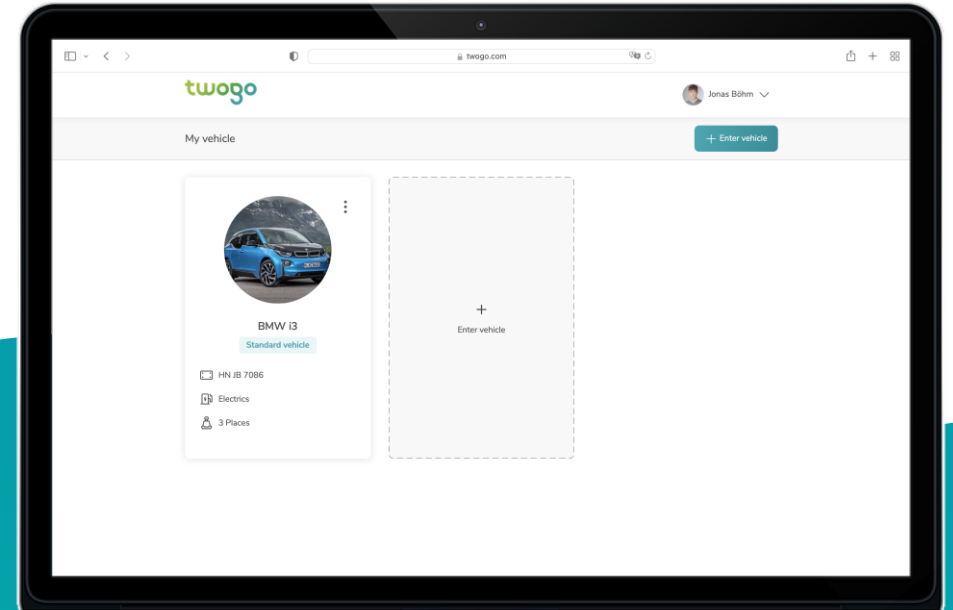 twogo.com
twogo
Jonas Böhm
My vehicle
+ Enter vehicle
BMW i3
Standard vehicle
HN JB 7086
Electrics
3 Places
+
Enter vehicle